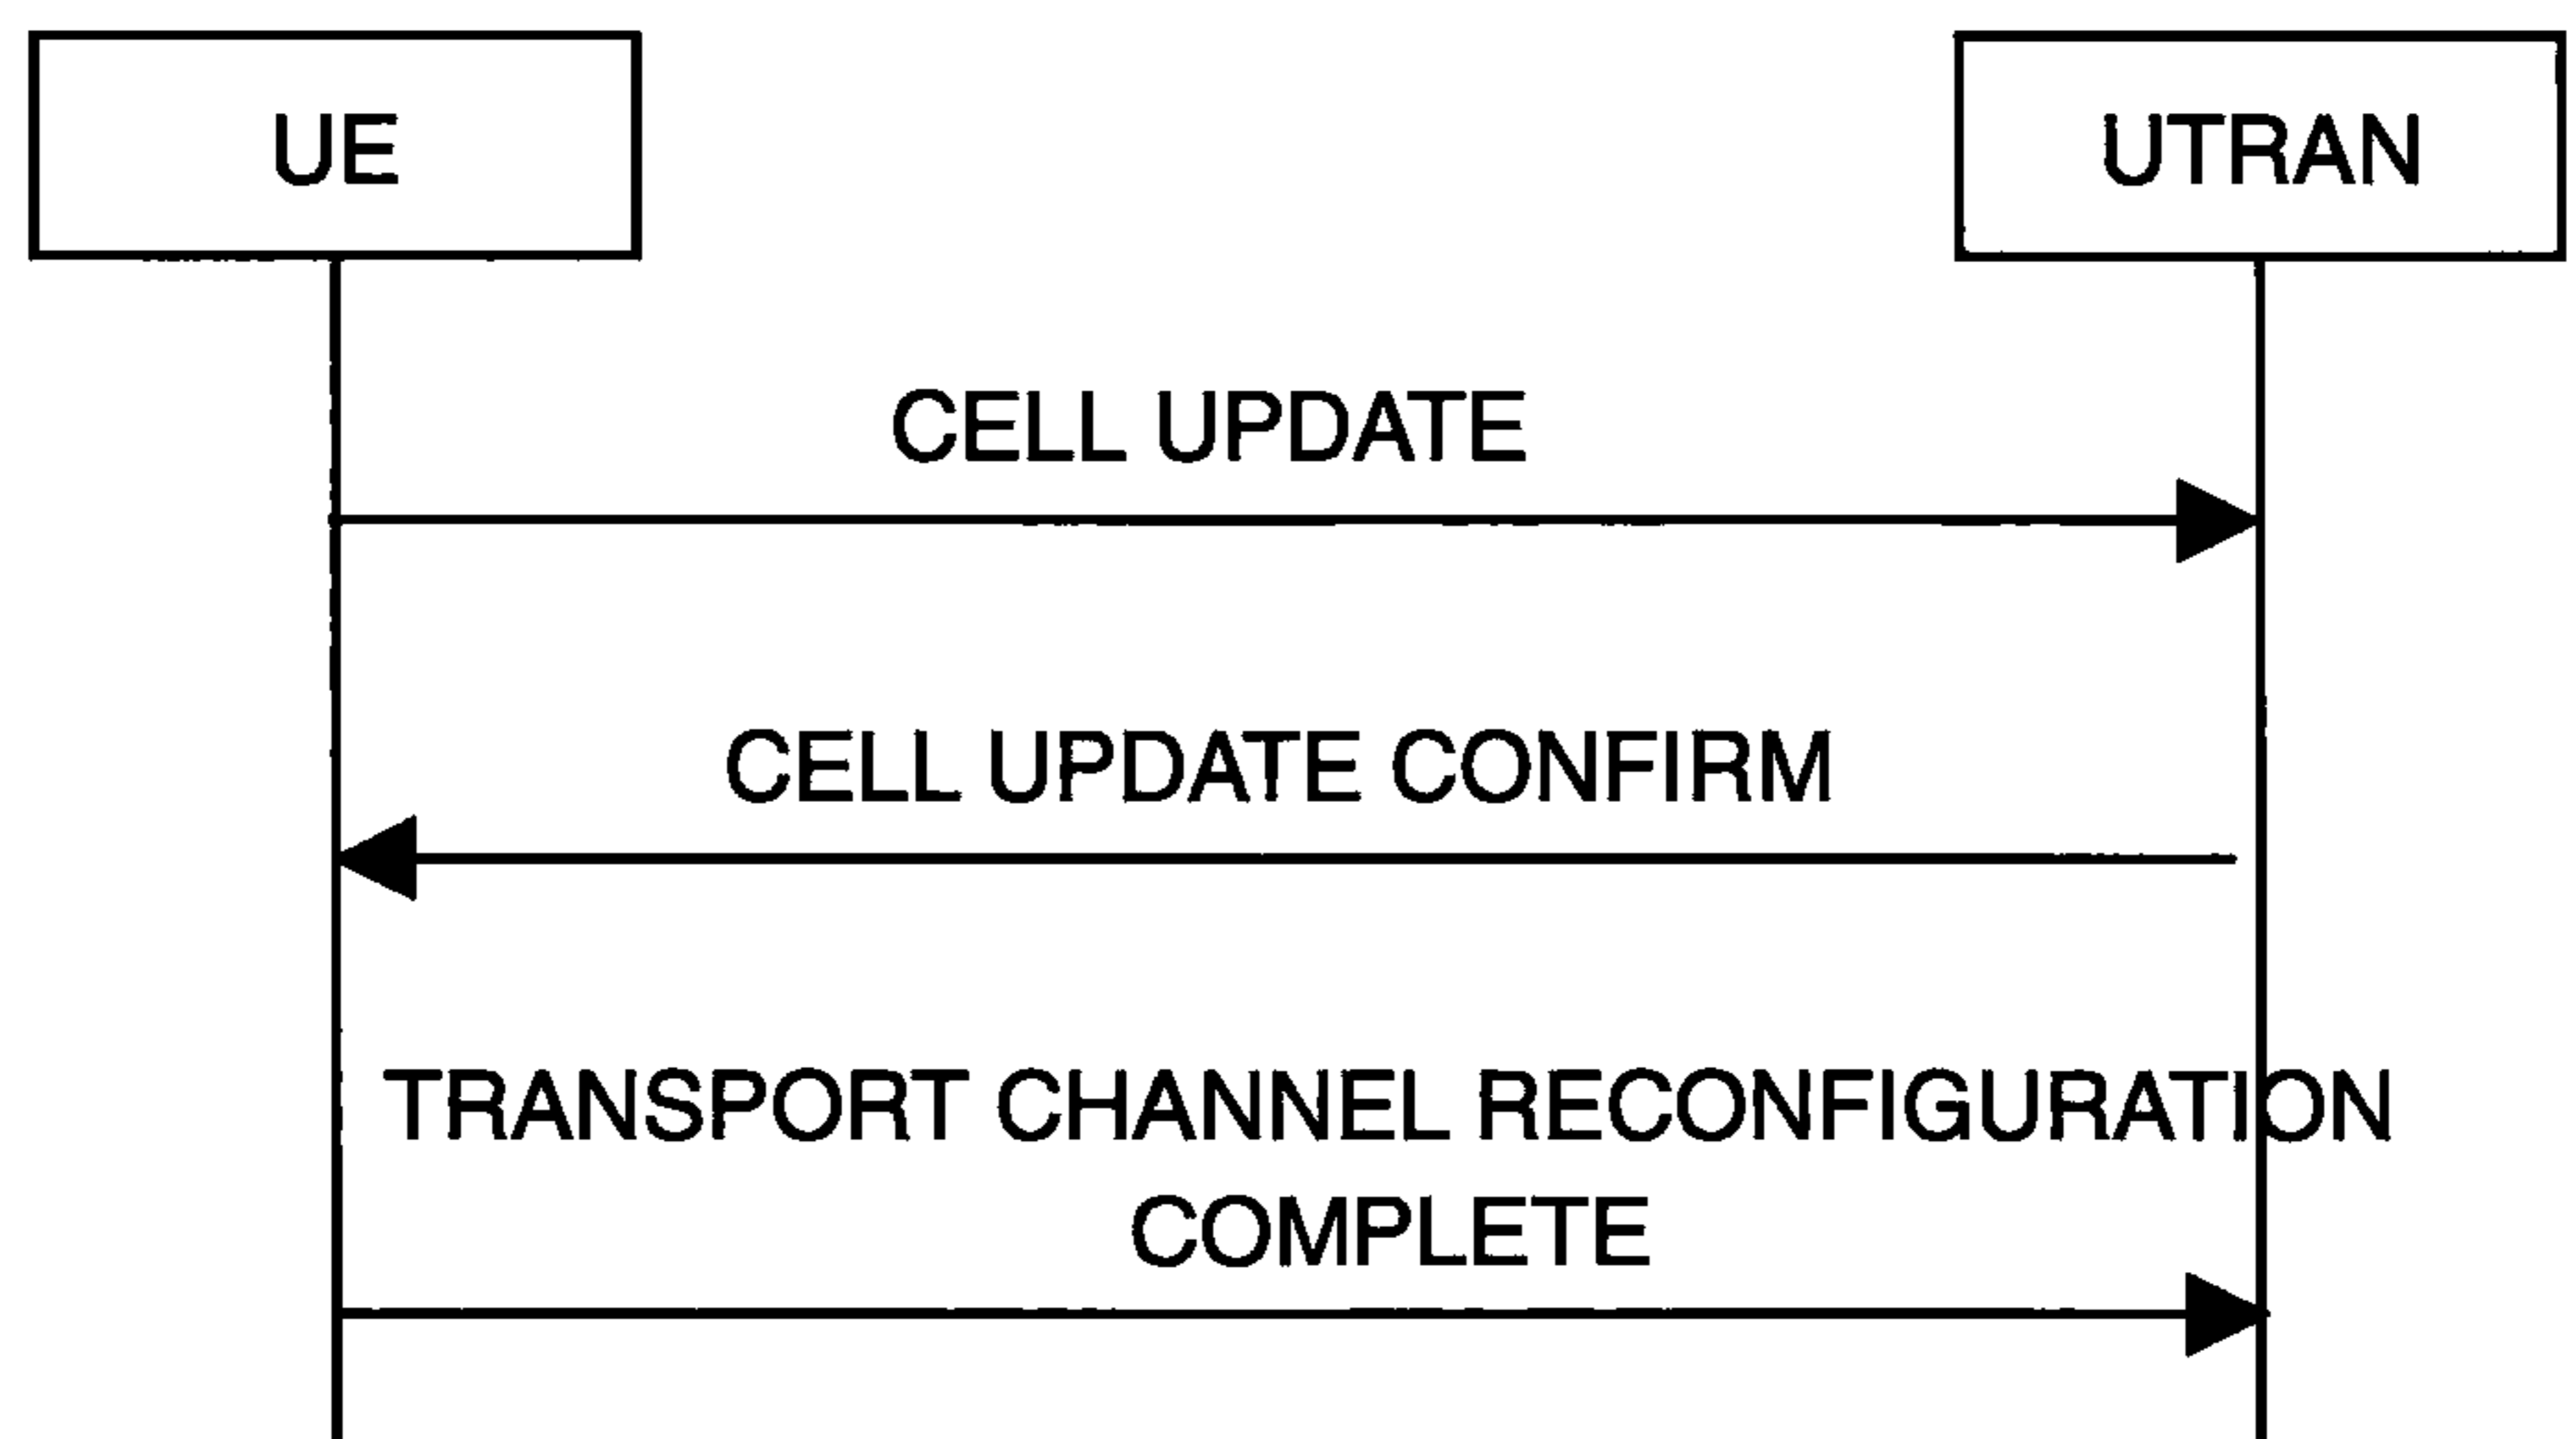 UE
UTRAN
CELL UPDATE
CELL UPDATE CONFIRM
TRANSPORT CHANNEL RECONFIGURATION
COMPLETE